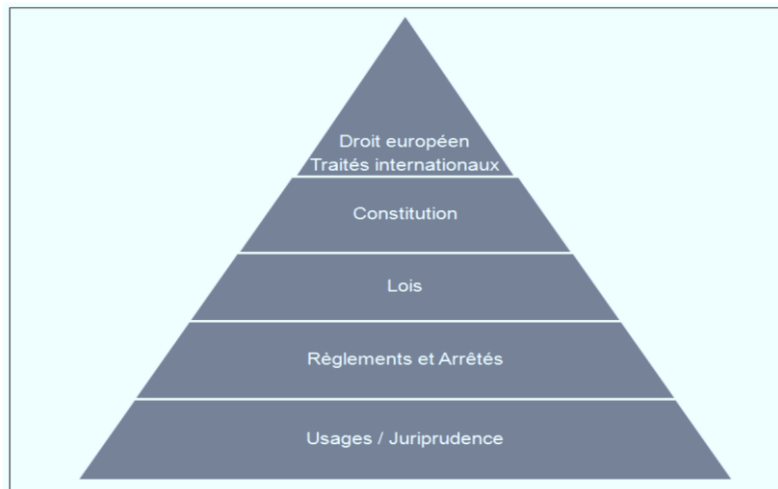 Droit européen
Traités internationaux
Constitution
Lois
Règlements et Arrêtés
Usages / Juriprudence